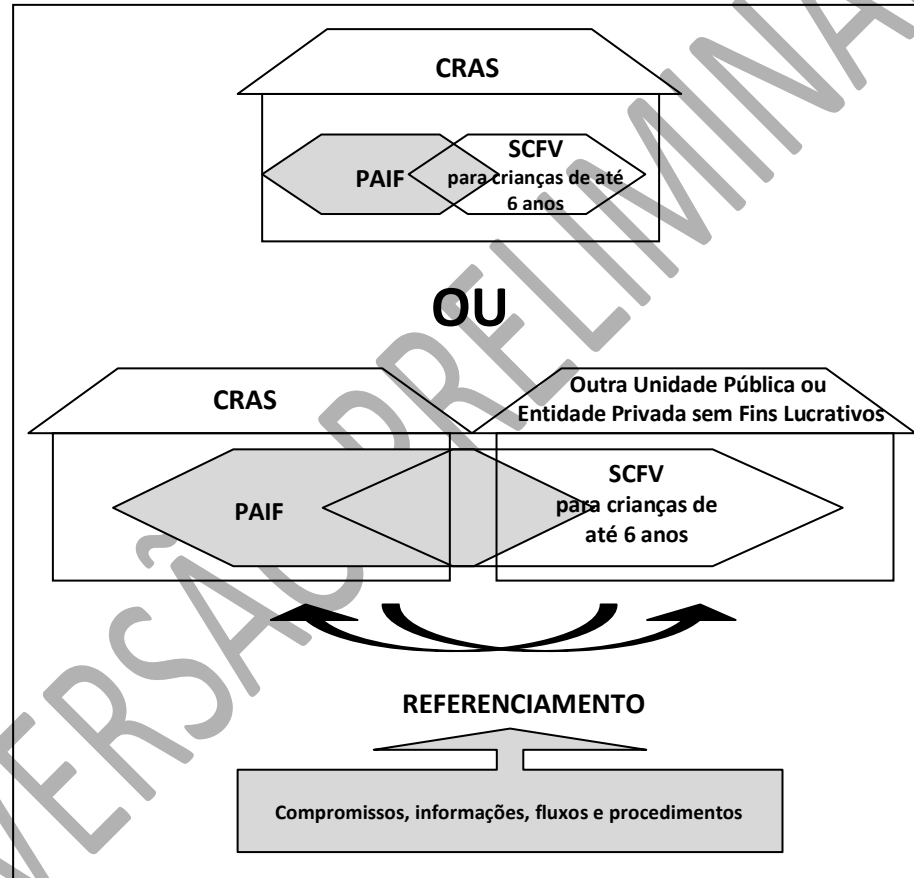 CRAS
PAIF
SCFV
para crianças de até
6 anos
OU
CRAS
Outra Unidade Pública ou
Entidade Privada sem Fins Lucrativos
PAIF
SCFV
para crianças de
até 6 anos
REFERENCIAMENTO
Compromissos, informações, fluxos e procedimentos
VERSÃO PRELIMINA